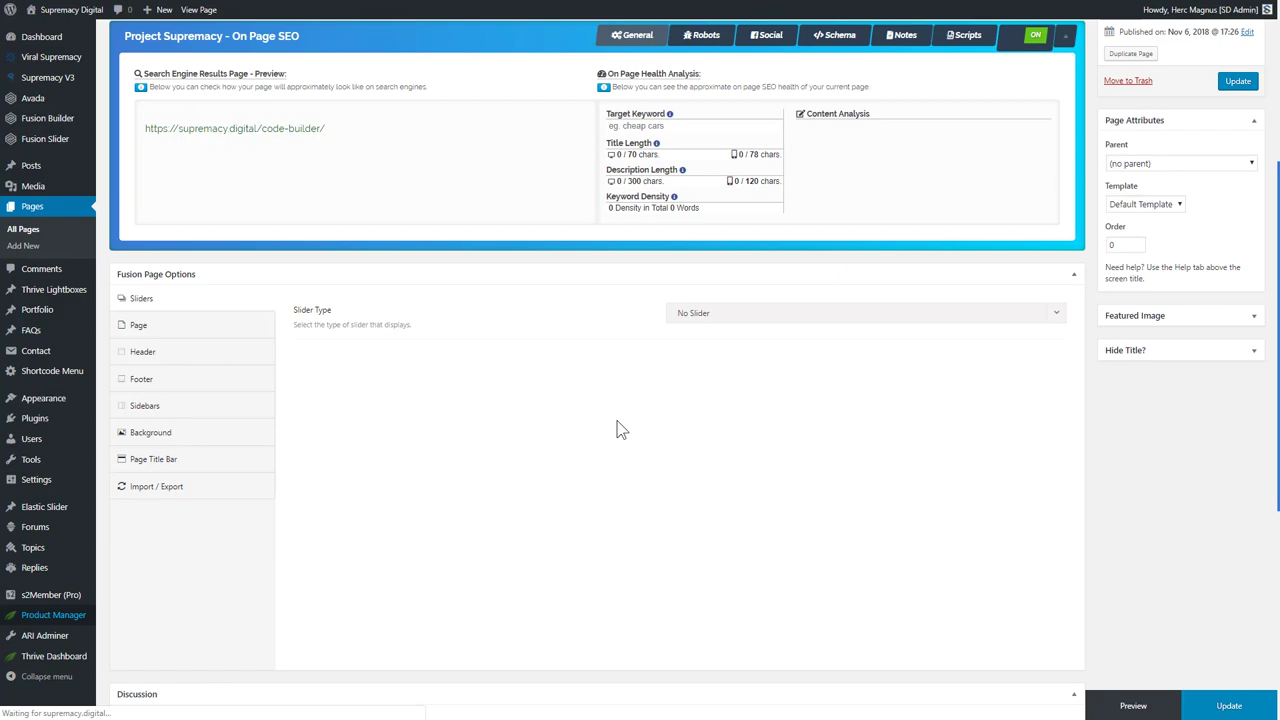 Supremacy Digital 0 New View Page Howdy, Herc Magnus [SD Admin]
Dashboard
Viral Supremacy
Supremacy V3
Avada
Fusion Builder
Fusion Slider
Posts
Media
Pages
All Pages
Add New
Comments
Thrive Lightboxes
Portfolio
FAQs
Contact
Shortcode Menu
Appearance
Plugins
Users
Tools
Settings
Elastic Slider
Forums
Topics
Replies
s2Member (Pro)
Product Manager
ARI Adminer
Thrive Dashboard
Collapse menu
Project Supremacy - On Page SEO
General Robots Social Schema Notes Scripts ON
Search Engine Results Page - Preview:
Below you can check how your page will approximately look like on search engines.
https://supremacy.digital/code-builder/
On Page Health Analysis:
Below you can see the approximate on page SEO health of your current page.
Target Keyword
eg. cheap cars
Title Length
0 / 70 chars. 0 / 78 chars.
Description Length
0 / 300 chars. 0 / 120 chars.
Keyword Density
0 Density in Total 0 Words
Content Analysis
Fusion Page Options
Sliders
Page
Header
Footer
Sidebars
Background
Page Title Bar
Import / Export
Slider Type
Select the type of slider that displays.
No Slider
Discussion
Published on: Nov 6, 2018 @ 17:26 Edit
Duplicate Page
Move to Trash Update
Page Attributes
Parent
(no parent)
Template
Default Template
Order
0
Need help? Use the Help tab above the
screen title.
Featured Image
Hide Title?
Preview Update
Waiting for supremacy.digital...